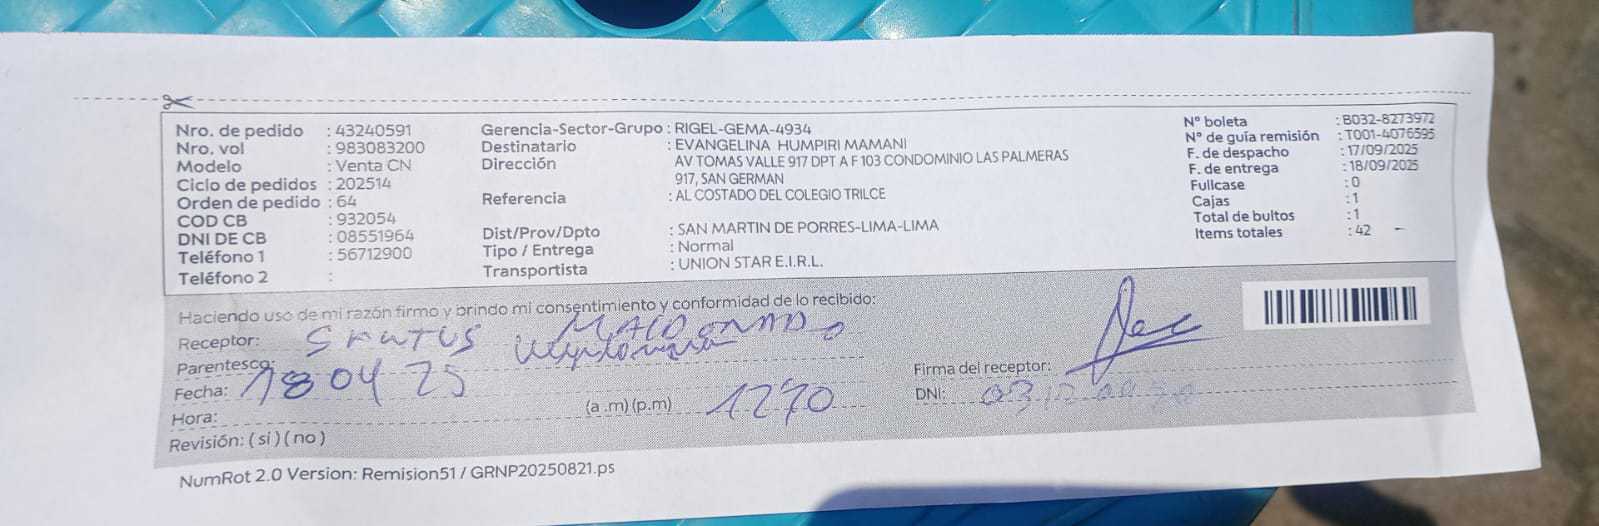 Nro. de pedido : 43240591
Nro. vol : 983083200
Modelo : Venta CN
Ciclo de pedidos : 202514
Orden de pedido : 64
COD CB : 932054
DNI DE CB : 08551964
Teléfono 1 : 56712900
Teléfono 2 :
Gerencia-Sector-Grupo : RIGEL-GEMA-4934
Destinatario : EVANGELINA HUMPIRI MAMANI
Dirección AV TOMAS VALLE 917 DPT A F 103 CONDOMINIO LAS PALMERAS
917, SAN GERMAN
Referencia : AL COSTADO DEL COLEGIO TRILCE
Dist/Prov/Dpto : SAN MARTIN DE PORRES-LIMA-LIMA
Tipo / Entrega : Normal
Transportista : UNION STAR E.I.R.L.
N° boleta : B032-8273972
N° de guía remisión : T001-4076595
F. de despacho : 17/09/2025
F. de entrega : 18/09/2025
Fullcase : 0
Cajas : 1
Total de bultos : 1
Items totales : 42
Haciendo uso de mi razón firmo y brindo mi consentimiento y conformidad de lo recibido:
Receptor: MALDONADO
Parentesco:
Fecha: 18 04 25
Hora: (a .m) (p.m) 1270
Revisión: ( si ) ( no )
Firma del receptor:
DNI:
NumRot 2.0 Version: Remision51 / GRNP20250821.ps